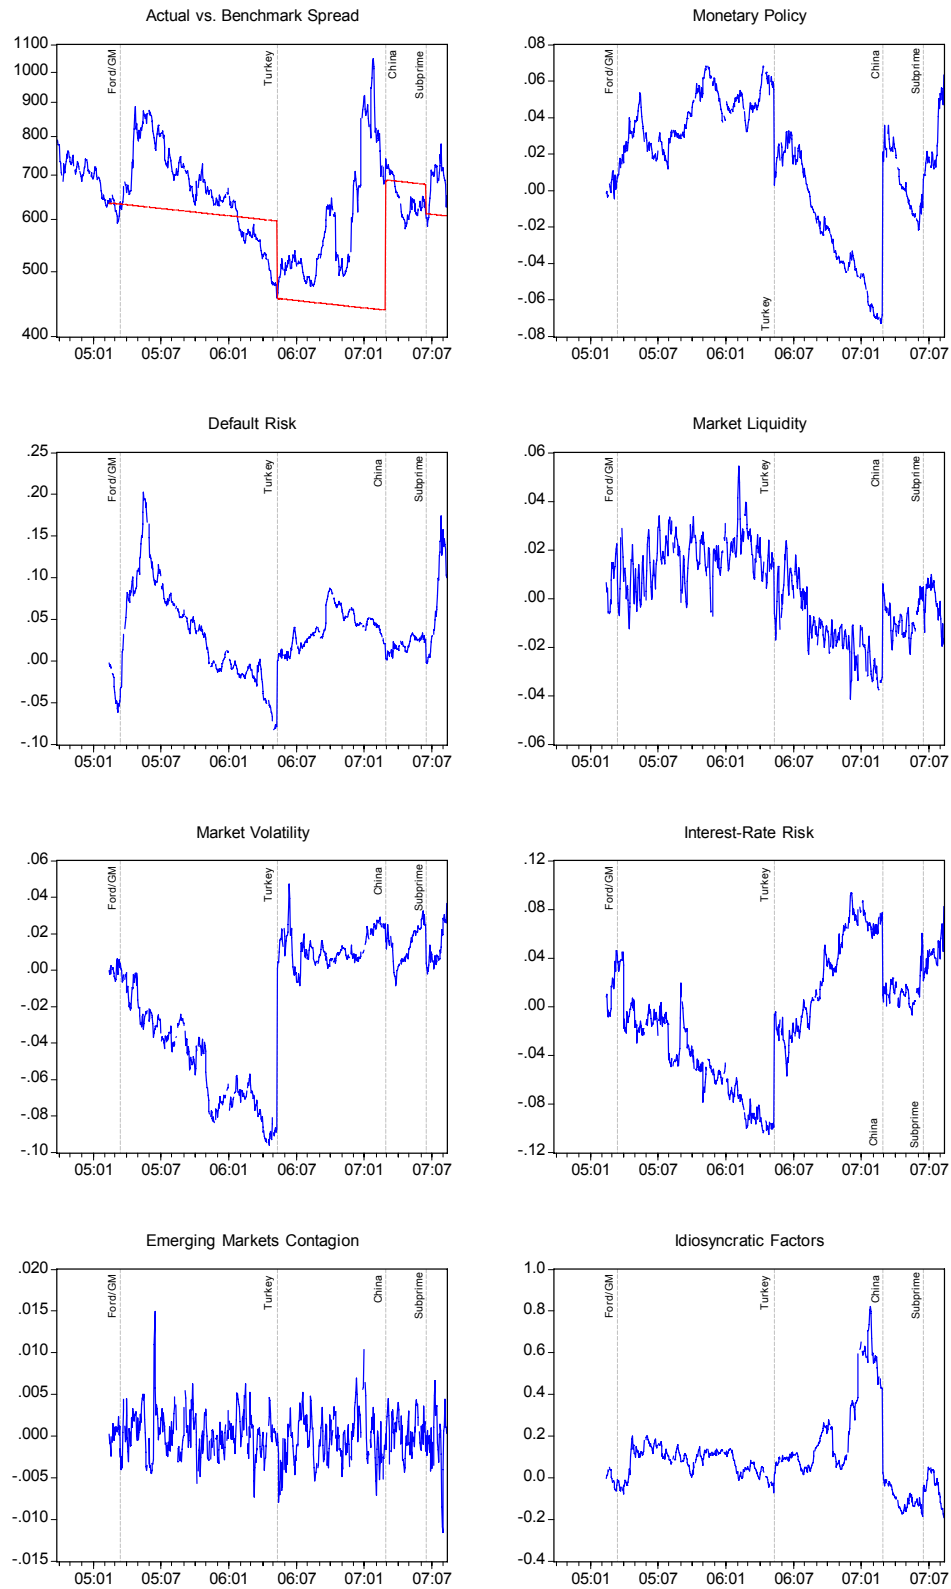 Actual vs. Benchmark Spread
1100
1000
900
800
700
600
500
400
Ford/GM
Turkey
China
Subprime
05:01 05:07 06:01 06:07 07:01 07:07
Monetary Policy
.08
.06
.04
.02
.00
-.02
-.04
-.06
-.08
Ford/GM
Turkey
China
Subprime
05:01 05:07 06:01 06:07 07:01 07:07
Default Risk
.25
.20
.15
.10
.05
.00
-.05
-.10
Ford/GM
Turkey
China
Subprime
05:01 05:07 06:01 06:07 07:01 07:07
Market Liquidity
.06
.04
.02
.00
-.02
-.04
-.06
Ford/GM
Turkey
China
Subprime
05:01 05:07 06:01 06:07 07:01 07:07
Market Volatility
.06
.04
.02
.00
-.02
-.04
-.06
-.08
-.10
Ford/GM
Turkey
China
Subprime
05:01 05:07 06:01 06:07 07:01 07:07
Interest-Rate Risk
.12
.08
.04
.00
-.04
-.08
-.12
Ford/GM
Turkey
China
Subprime
05:01 05:07 06:01 06:07 07:01 07:07
Emerging Markets Contagion
.020
.015
.010
.005
.000
-.005
-.010
-.015
Ford/GM
Turkey
China
Subprime
05:01 05:07 06:01 06:07 07:01 07:07
Idiosyncratic Factors
1.0
0.8
0.6
0.4
0.2
0.0
-0.2
-0.4
Ford/GM
Turkey
China
Subprime
05:01 05:07 06:01 06:07 07:01 07:07